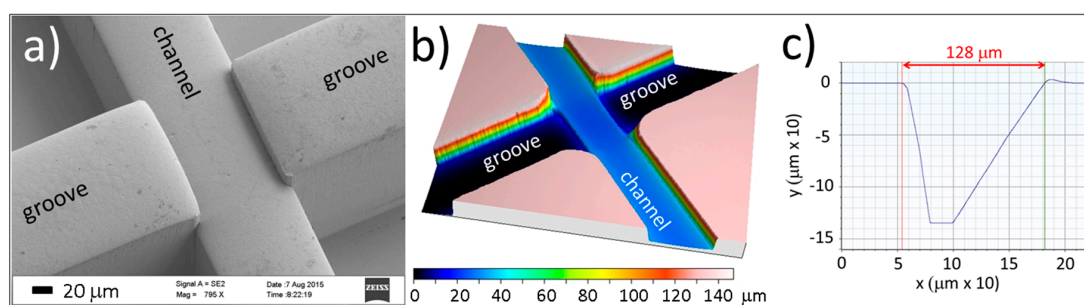 a)
channel
groove
groove
20 μm
Signal A = SE2
Mag = 795 X
Date :7 Aug 2015
Time :8:22:19
ZEISS
b)
groove
groove
channel
0 20 40 60 80 100 120 140 μm
c)
128 μm
0
-5
-10
-15
y (μm x 10)
0 5 10 15 20
x (μm x 10)